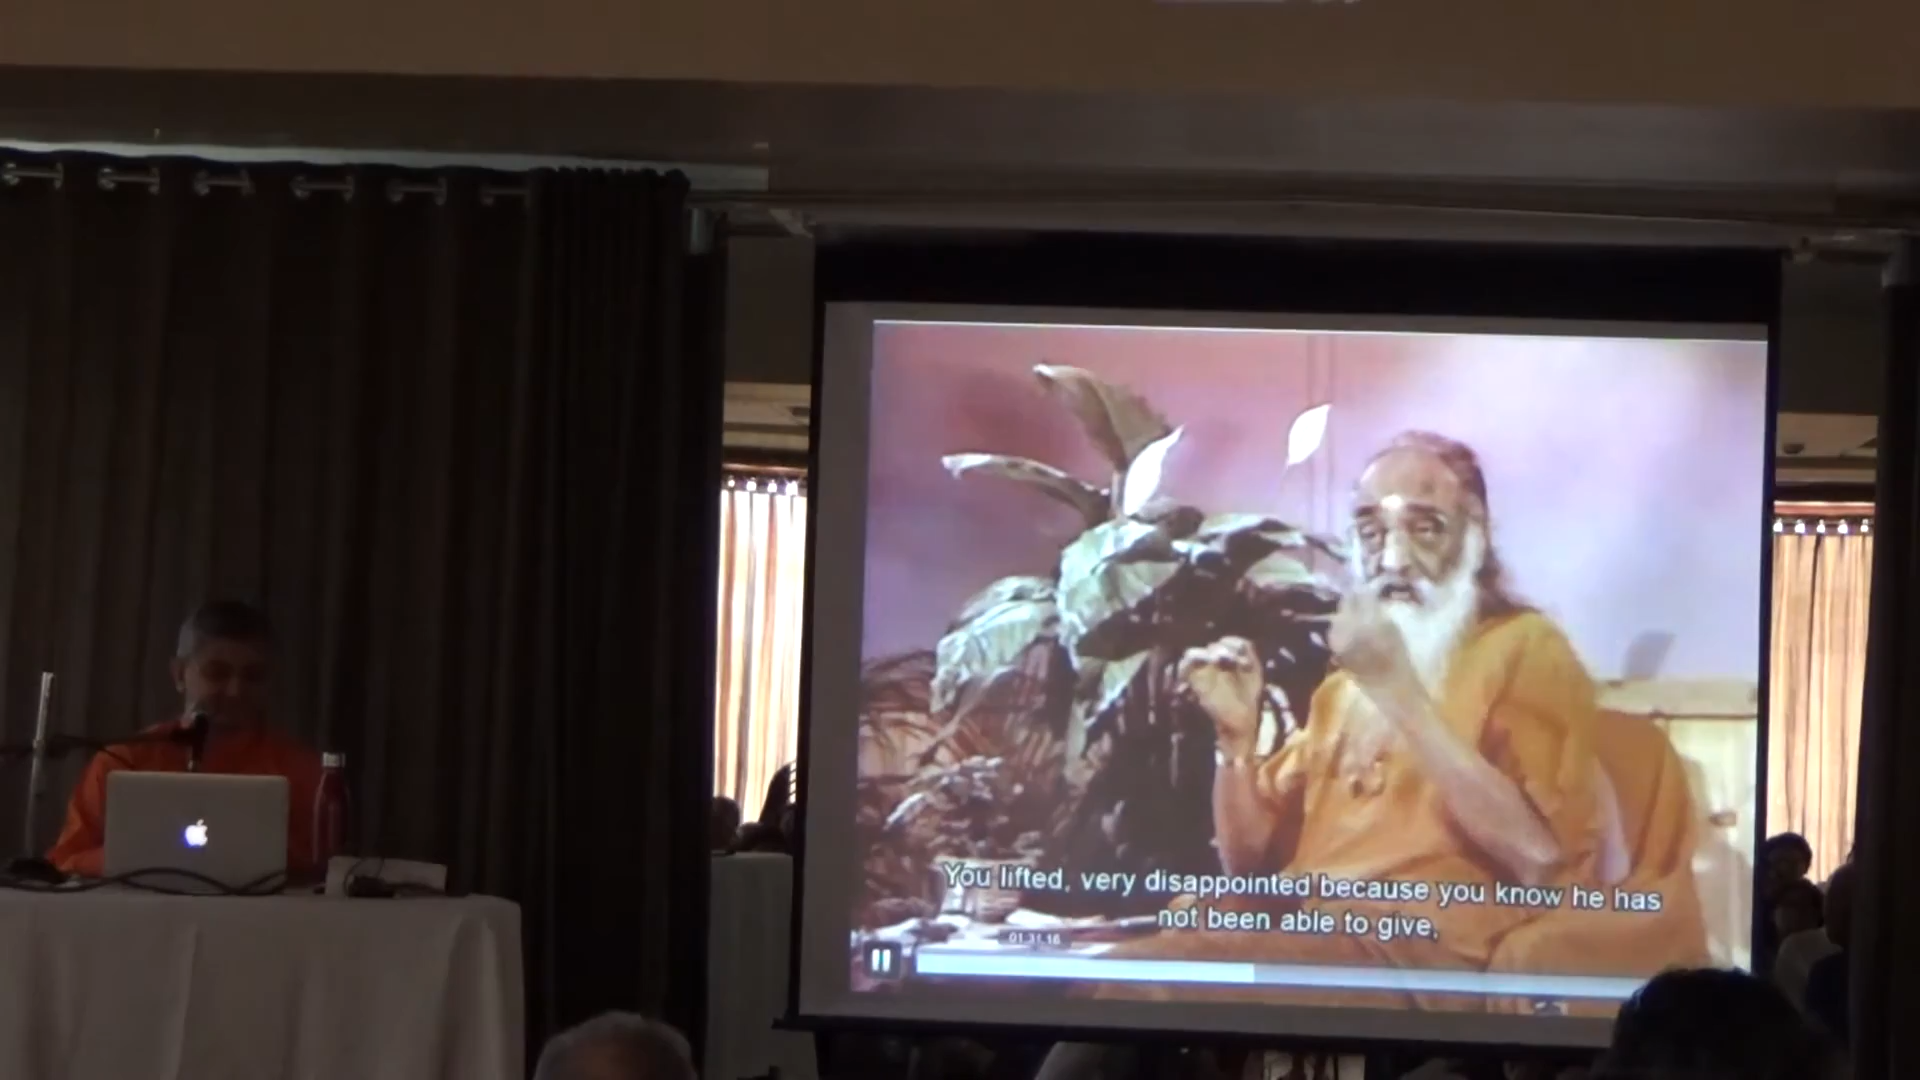 You lifted, very disappointed because you know he has
not been able to give,
01:31:16